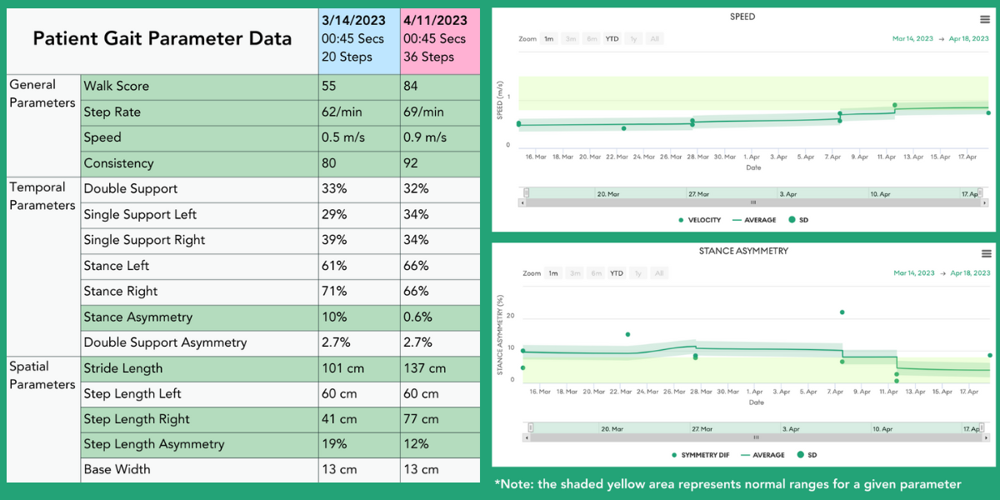 Patient Gait Parameter Data
3/14/2023
00:45 Secs
20 Steps
4/11/2023
00:45 Secs
36 Steps
General
Parameters
Walk Score 55 84
Step Rate 62/min 69/min
Speed 0.5 m/s 0.9 m/s
Consistency 80 92
Temporal
Parameters
Double Support 33% 32%
Single Support Left 29% 34%
Single Support Right 39% 34%
Stance Left 61% 66%
Stance Right 71% 66%
Stance Asymmetry 10% 0.6%
Double Support Asymmetry 2.7% 2.7%
Spatial
Parameters
Stride Length 101 cm 137 cm
Step Length Left 60 cm 60 cm
Step Length Right 41 cm 77 cm
Step Length Asymmetry 19% 12%
Base Width 13 cm 13 cm
SPEED
Zoom 1m 3m 6m YTD 1y All Mar 14, 2023 → Apr 18, 2023
SPEED (m/s)
1
0
16. Mar 18. Mar 20. Mar 22. Mar 24. Mar 26. Mar 28. Mar 30. Mar 1. Apr 3. Apr 5. Apr 7. Apr 9. Apr 11. Apr 13. Apr 15. Apr 17. Apr
Date
20. Mar 27. Mar 3. Apr 10. Apr 17. Ap
VELOCITY AVERAGE SD
STANCE ASYMMETRY
Zoom 1m 3m 6m YTD 1y All Mar 14, 2023 → Apr 18, 2023
STANCE ASYMMETRY (%)
20
10
0
16. Mar 18. Mar 20. Mar 22. Mar 24. Mar 26. Mar 28. Mar 30. Mar 1. Apr 3. Apr 5. Apr 7. Apr 9. Apr 11. Apr 13. Apr 15. Apr 17. Apr
Date
20. Mar 27. Mar 3. Apr 10. Apr 17. Ap
SYMMETRY DIF AVERAGE SD
*Note: the shaded yellow area represents normal ranges for a given parameter